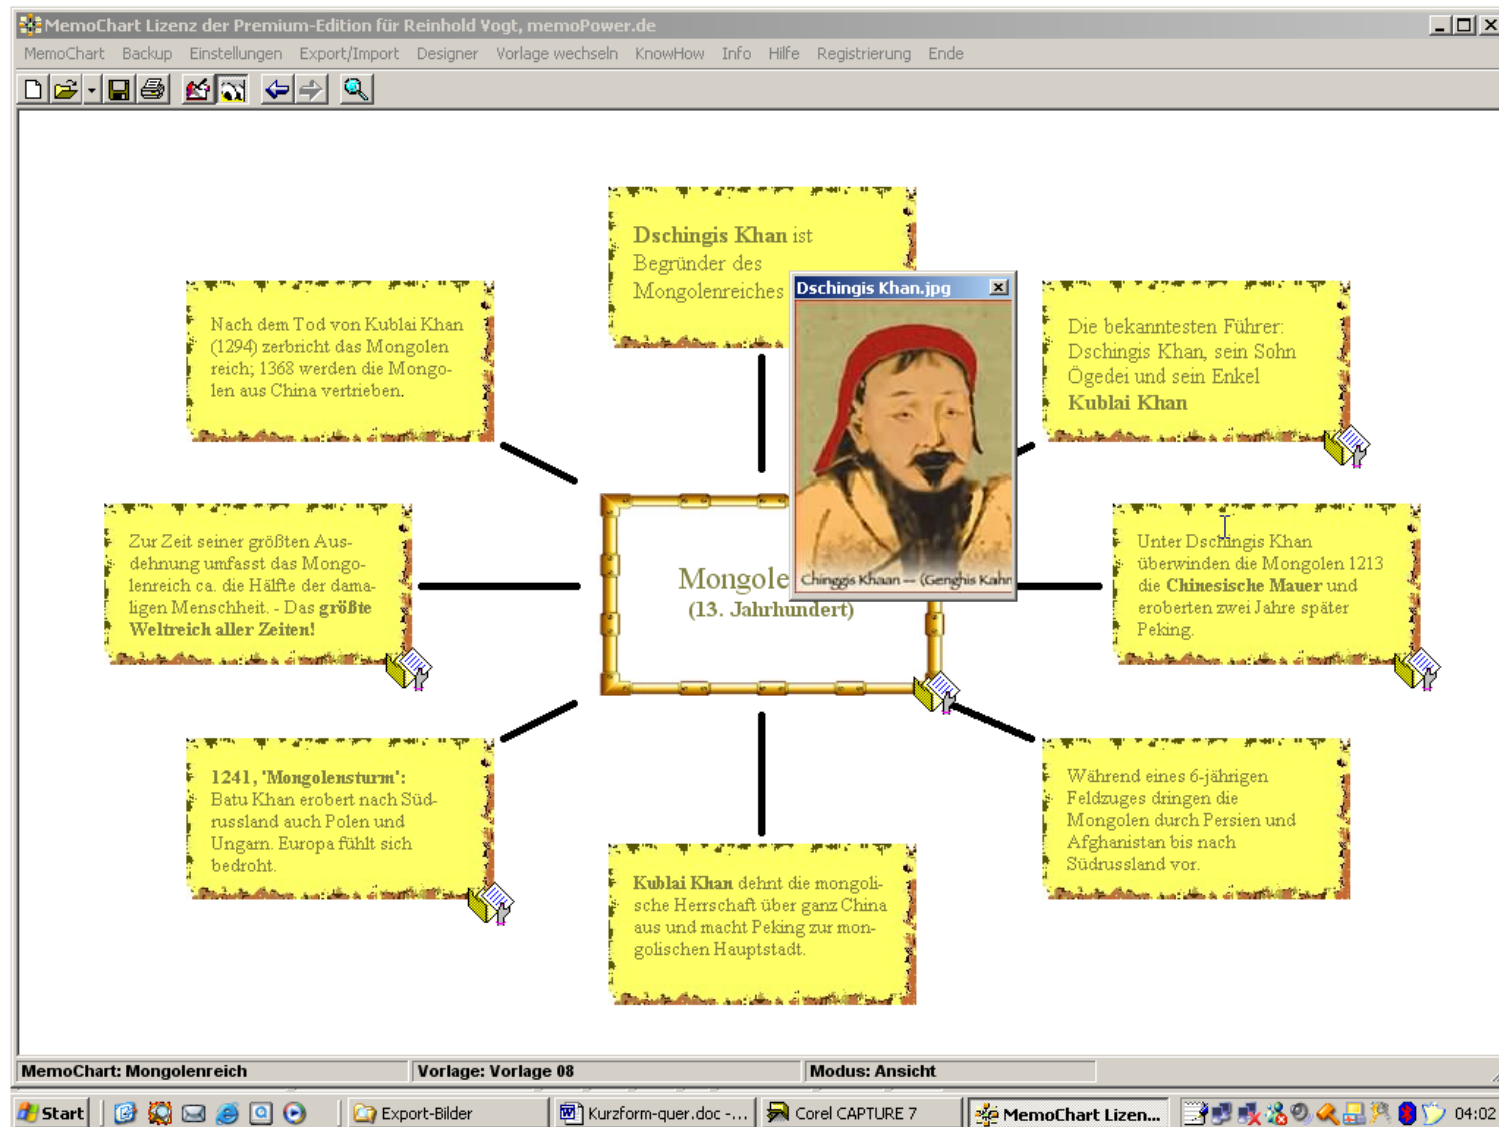 MemoChart Lizenz der Premium-Edition für Reinhold Vogt, memoPower.de
MemoChart Backup Einstellungen Export/Import Designer Vorlage wechseln KnowHow Info Hilfe Registrierung Ende
Dschingis Khan ist
Begründer des
Mongolenreiches
Dschingis Khan.jpg
Chinggis Khaan -- (Genghis Kahn
Nach dem Tod von Kublai Khan
(1294) zerbricht das Mongolen
reich; 1368 werden die Mongo-
len aus China vertrieben.
Die bekanntesten Führer:
Dschingis Khan, sein Sohn
Ögedei und sein Enkel
Kublai Khan
Zur Zeit seiner größten Aus-
dehnung umfasst das Mongo-
lenreich ca. die Hälfte der dama-
ligen Menschheit. - Das größte
Weltreich aller Zeiten!
Mongole
(13. Jahrhundert)
Unter Dschingis Khan
überwinden die Mongolen 1213
die Chinesische Mauer und
eroberten zwei Jahre später
Peking.
1241, 'Mongolensturm':
Batu Khan erobert nach Süd-
russland auch Polen und
Ungarn. Europa fühlt sich
bedroht.
Kublai Khan dehnt die mongoli-
sche Herrschaft über ganz China
aus und macht Peking zur mon-
golischen Hauptstadt.
Während eines 6-jährigen
Feldzuges dringen die
Mongolen durch Persien und
Afghanistan bis nach
Südrussland vor.
MemoChart: Mongolenreich Vorlage: Vorlage 08 Modus: Ansicht
Start Export-Bilder Kurzform-quer.doc -... Corel CAPTURE 7 MemoChart Lizen... 04:02